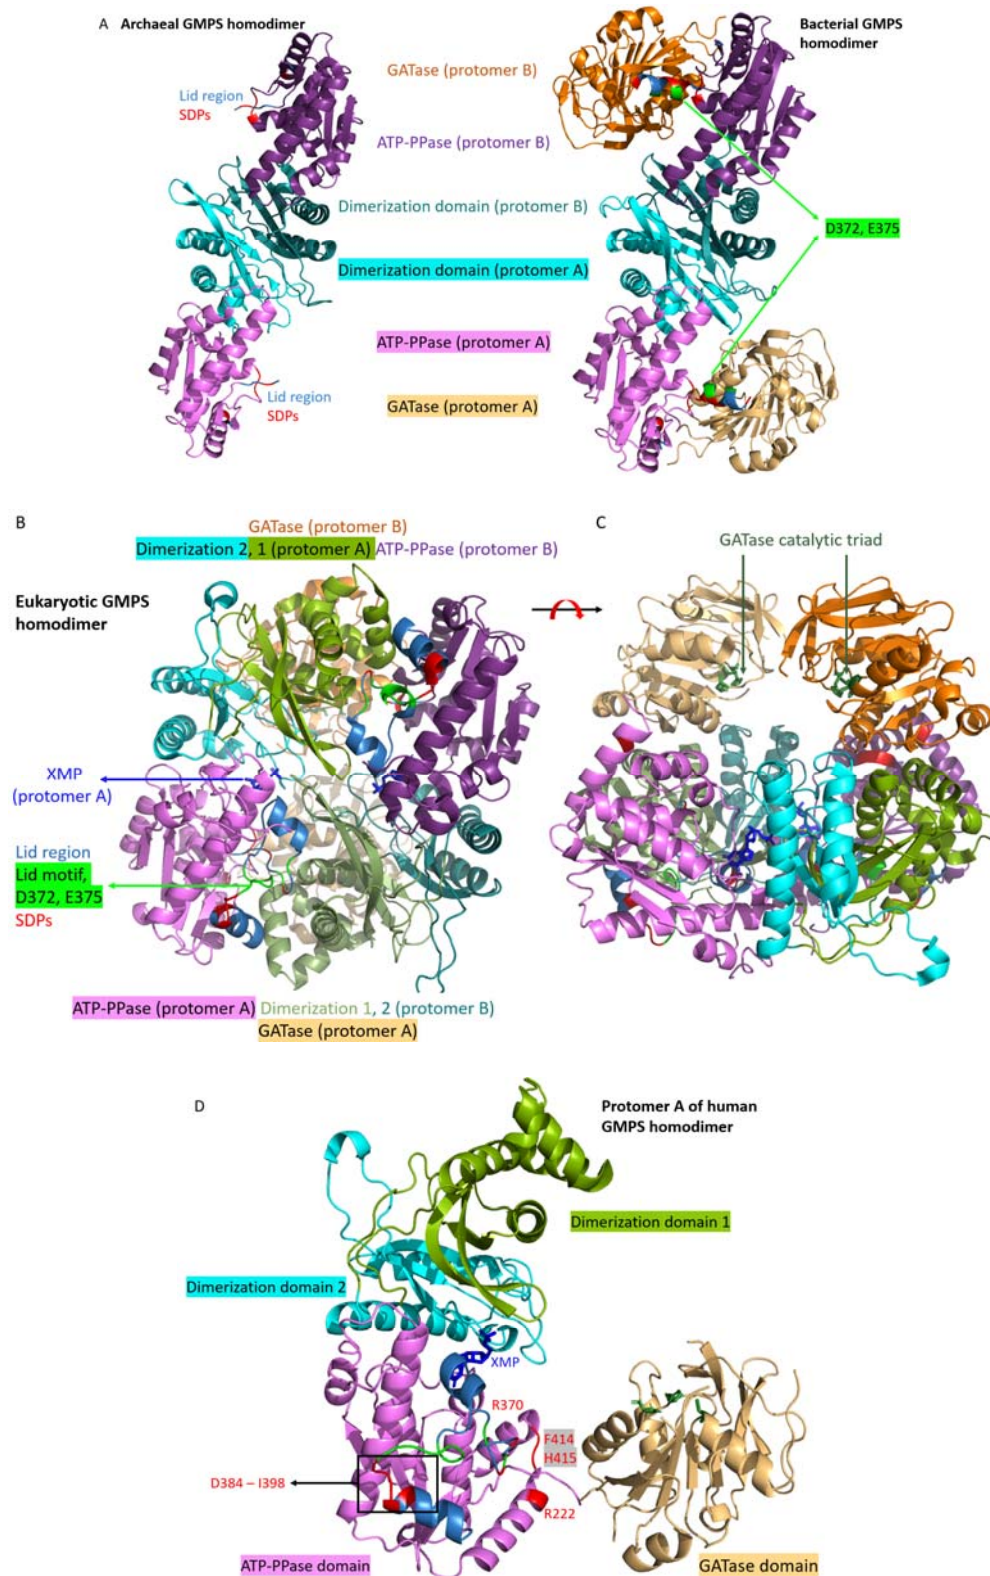 A Archaeal GMPS homodimer
Bacterial GMPS
homodimer
GATase (protomer B)
Lid region
SDPs
ATP-PPase (protomer B)
Dimerization domain (protomer B)
D372, E375
Dimerization domain (protomer A)
ATP-PPase (protomer A)
Lid region
SDPs
GATase (protomer A)
B
GATase (protomer B)
Dimerization 2, 1 (protomer A) ATP-PPase (protomer B)
Eukaryotic GMPS
homodimer
XMP
(protomer A)
Lid region
Lid motif,
D372, E375
SDPs
ATP-PPase (protomer A) Dimerization 1, 2 (protomer B)
GATase (protomer A)
C
GATase catalytic triad
D
Protomer A of human
GMPS homodimer
Dimerization domain 1
Dimerization domain 2
XMP
R370
F414
H415
D384 – I398
R222
ATP-PPase domain
GATase domain